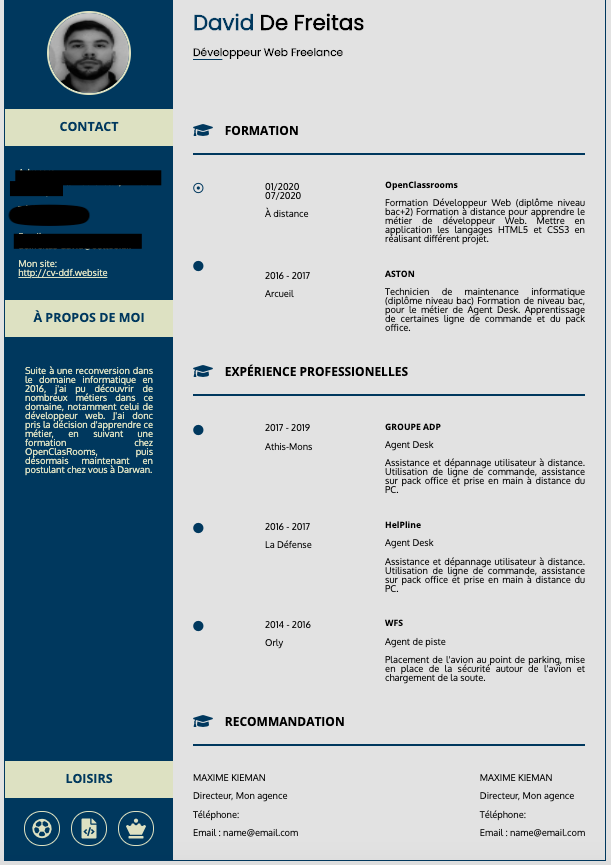 David De Freitas
Développeur Web Freelance
CONTACT
Mon site:
http://cv-ddf.website
À PROPOS DE MOI
Suite à une reconversion dans
le domaine informatique en
2016, j'ai pu découvrir de
nombreux métiers dans ce
domaine, notamment celui de
développeur web. J'ai donc
pris la décision d'apprendre ce
métier, en suivant une
formation chez
OpenClasRooms, puis
désormais maintenant en
postulant chez vous à Darwan.
LOISIRS
FORMATION
01/2020
07/2020
À distance
OpenClassrooms
Formation Développeur Web (diplôme niveau
bac+2) Formation à distance pour apprendre le
métier de développeur Web. Mettre en
application les langages HTML5 et CSS3 en
réalisant différent projet.
2016 - 2017
Arcueil
ASTON
Technicien de maintenance informatique
(diplôme niveau bac) Formation de niveau bac,
pour le métier de Agent Desk. Apprentissage
de certaines ligne de commande et du pack
office.
EXPÉRIENCE PROFESSIONELLES
2017 - 2019
Athis-Mons
GROUPE ADP
Agent Desk
Assistance et dépannage utilisateur à distance.
Utilisation de ligne de commande, assistance
sur pack office et prise en main à distance du
PC.
2016 - 2017
La Défense
HelPline
Agent Desk
Assistance et dépannage utilisateur à distance.
Utilisation de ligne de commande, assistance
sur pack office et prise en main à distance du
PC.
2014 - 2016
Orly
WFS
Agent de piste
Placement de l'avion au point de parking, mise
en place de la sécurité autour de l'avion et
chargement de la soute.
RECOMMANDATION
MAXIME KIEMAN
Directeur, Mon agence
Téléphone:
Email : name@email.com
MAXIME KIEMAN
Directeur, Mon agence
Téléphone:
Email : name@email.com